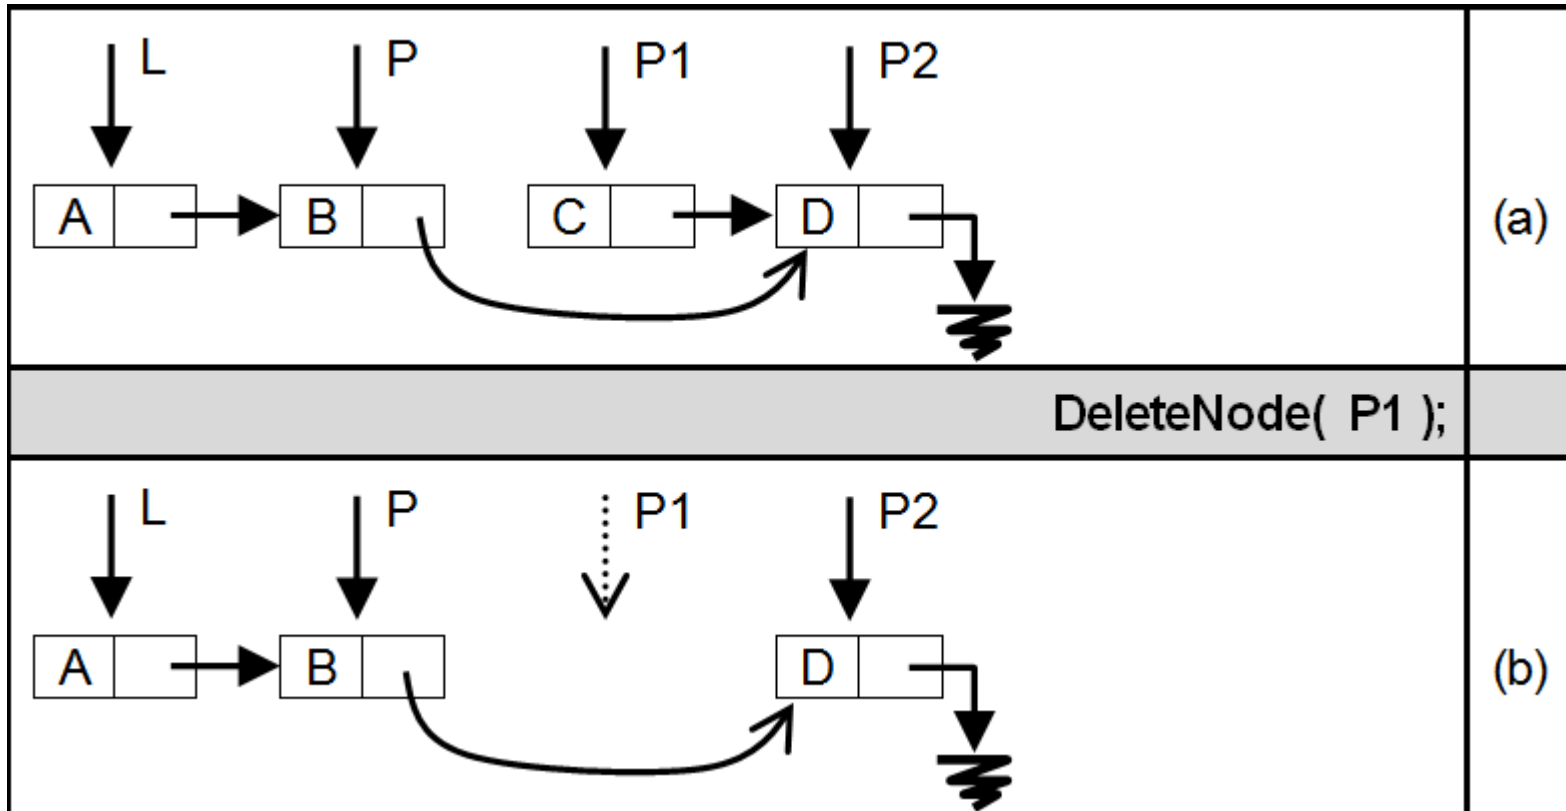 L P P1 P2
A B C D
(a)
DeleteNode( P1 );
L P P1 P2
A B D
(b)